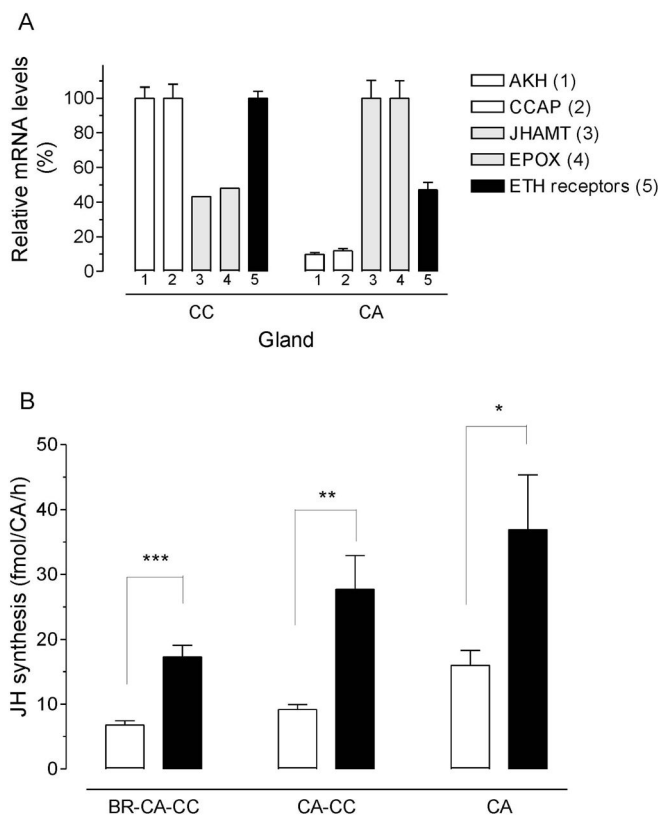 A
Relative mRNA levels
(%)
100
80
60
40
20
0
1 2 3 4 5 1 2 3 4 5
CC CA
Gland
AKH (1)
CCAP (2)
JHAMT (3)
EPOX (4)
ETH receptors (5)
B
JH synthesis (fmol/CA/h)
50
40
30
20
10
0
***
**
*
BR-CA-CC CA-CC CA